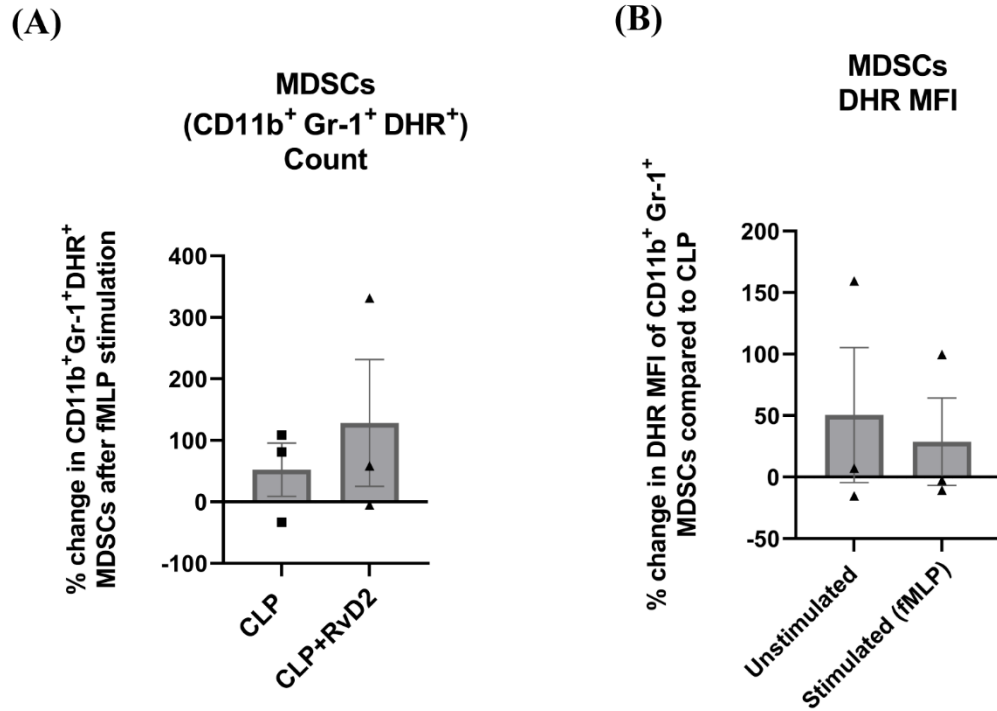 (A)
MDSCs
(CD11b⁺ Gr-1⁺ DHR⁺)
Count
% change in CD11b⁺Gr-1⁺DHR⁺
MDSCs after fMLP stimulation
400
300
200
100
0
-100
CLP
CLP+RvD2
(B)
MDSCs
DHR MFI
% change in DHR MFI of CD11b⁺ Gr-1⁺
MDSCs compared to CLP
200
150
100
50
0
-50
Unstimulated
Stimulated (fMLP)